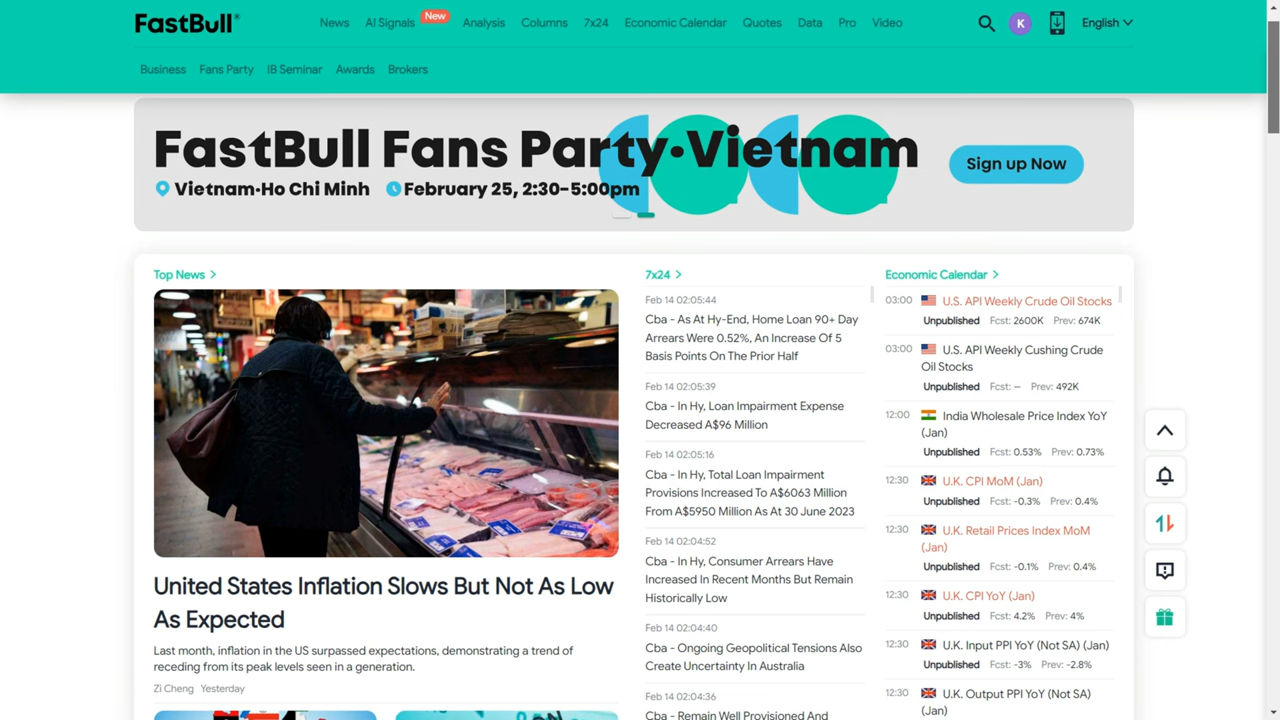 FastBull®
News
AI Signals
New
Analysis
Columns
7x24
Economic Calendar
Quotes
Data
Pro
Video
K
English
Business
Fans Party
IB Seminar
Awards
Brokers
FastBull Fans Party·Vietnam
Vietnam·Ho Chi Minh
February 25, 2:30-5:00pm
Sign up Now
Top News >
United States Inflation Slows But Not As Low
As Expected
Last month, inflation in the US surpassed expectations, demonstrating a trend of
receding from its peak levels seen in a generation.
Zi Cheng Yesterday
7x24 >
Feb 14 02:05:44
Cba - As At Hy-End, Home Loan 90+ Day
Arrears Were 0.52%, An Increase Of 5
Basis Points On The Prior Half
Feb 14 02:05:39
Cba - In Hy, Loan Impairment Expense
Decreased A$96 Million
Feb 14 02:05:16
Cba - In Hy, Total Loan Impairment
Provisions Increased To A$6063 Million
From A$5950 Million As At 30 June 2023
Feb 14 02:04:52
Cba - In Hy, Consumer Arrears Have
Increased In Recent Months But Remain
Historically Low
Feb 14 02:04:40
Cba - Ongoing Geopolitical Tensions Also
Create Uncertainty In Australia
Feb 14 02:04:36
Cba - Remain Well Provisioned And
Economic Calendar >
03:00 U.S. API Weekly Crude Oil Stocks
Unpublished Fcst: 2600K Prev: 674K
03:00 U.S. API Weekly Cushing Crude
Oil Stocks
Unpublished Fcst: -- Prev: 492K
12:00 India Wholesale Price Index YoY
(Jan)
Unpublished Fcst: 0.53% Prev: 0.73%
12:30 U.K. CPI MoM (Jan)
Unpublished Fcst: -0.3% Prev: 0.4%
12:30 U.K. Retail Prices Index MoM
(Jan)
Unpublished Fcst: -0.1% Prev: 0.4%
12:30 U.K. CPI YoY (Jan)
Unpublished Fcst: 4.2% Prev: 4%
12:30 U.K. Input PPI YoY (Not SA) (Jan)
Unpublished Fcst: -3% Prev: -2.8%
12:30 U.K. Output PPI YoY (Not SA)
(Jan)